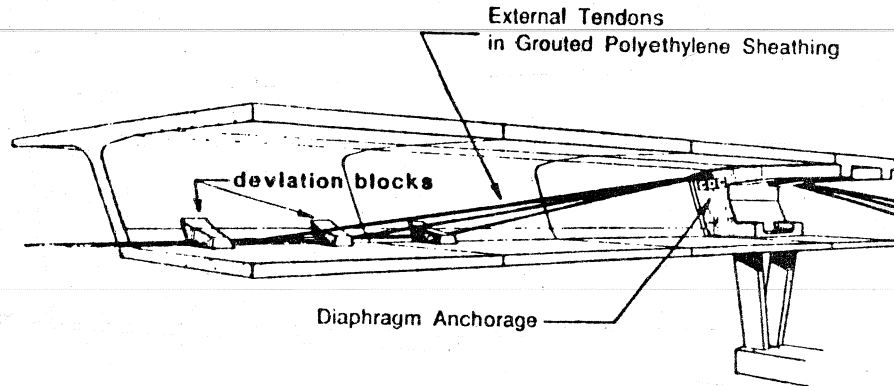 External Tendons
in Grouted Polyethylene Sheathing
deviation blocks
Diaphragm Anchorage